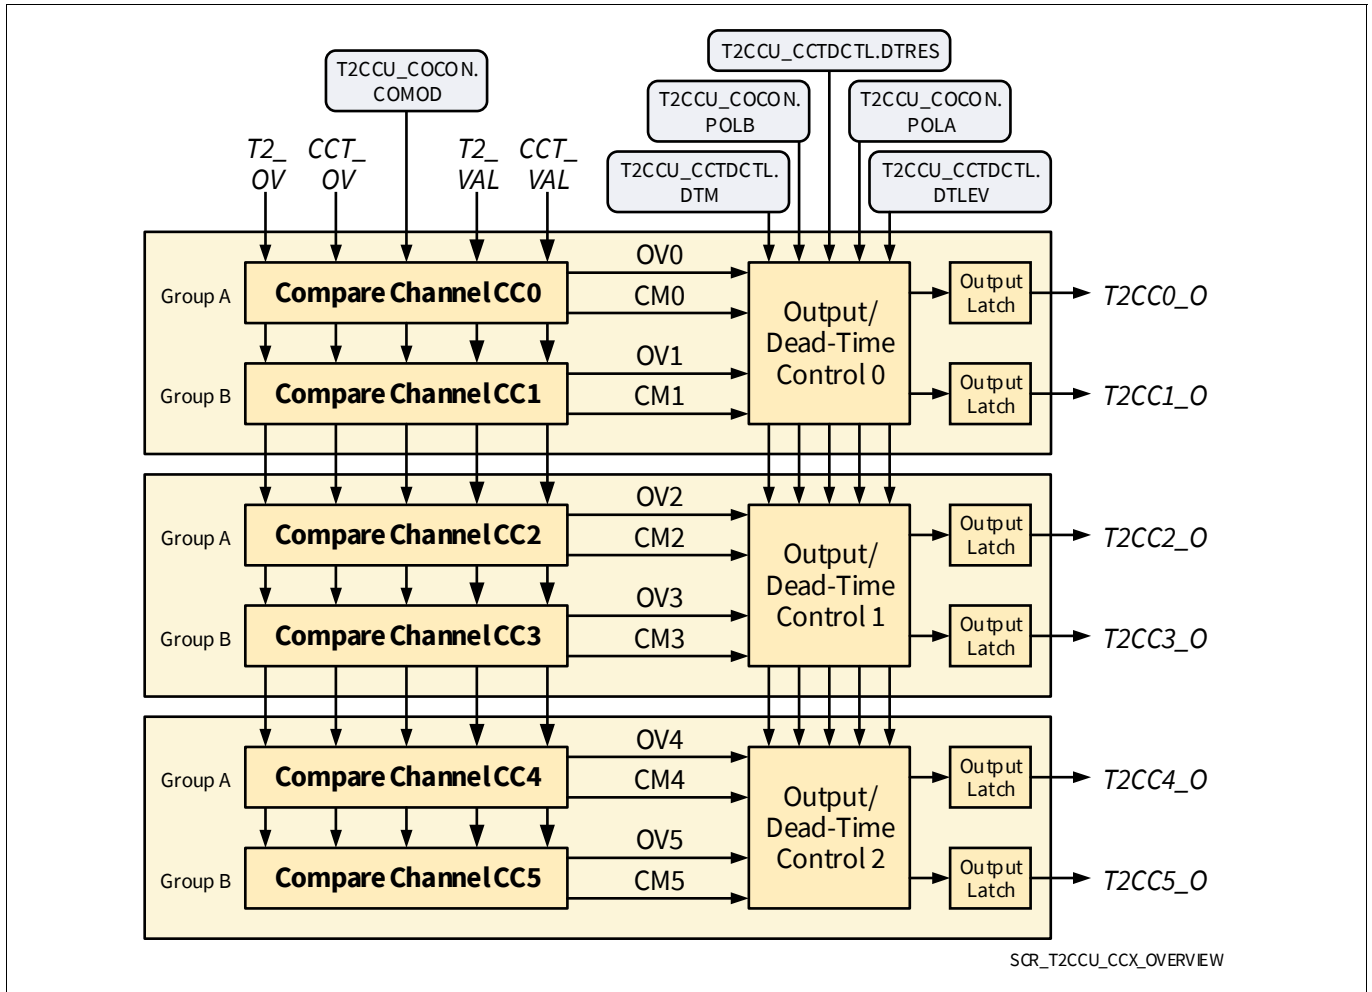 T2CCU_CCTDCTL.DTRES
T2CCU_COCON.
COMOD
T2CCU_COCON.
POLB
T2CCU_COCON.
POLA
T2_
OV
CCT_
OV
T2_
VAL
CCT_
VAL
T2CCU_CCTDCTL.
DTM
T2CCU_CCTDCTL.
DTLEV
Group A
Compare Channel CC0
OV0
CM0
Output/
Dead-Time
Control 0
Output
Latch
T2CC0_O
Group B
Compare Channel CC1
OV1
CM1
Output
Latch
T2CC1_O
Group A
Compare Channel CC2
OV2
CM2
Output/
Dead-Time
Control 1
Output
Latch
T2CC2_O
Group B
Compare Channel CC3
OV3
CM3
Output
Latch
T2CC3_O
Group A
Compare Channel CC4
OV4
CM4
Output/
Dead-Time
Control 2
Output
Latch
T2CC4_O
Group B
Compare Channel CC5
OV5
CM5
Output
Latch
T2CC5_O
SCR_T2CCU_CCX_OVERVIEW